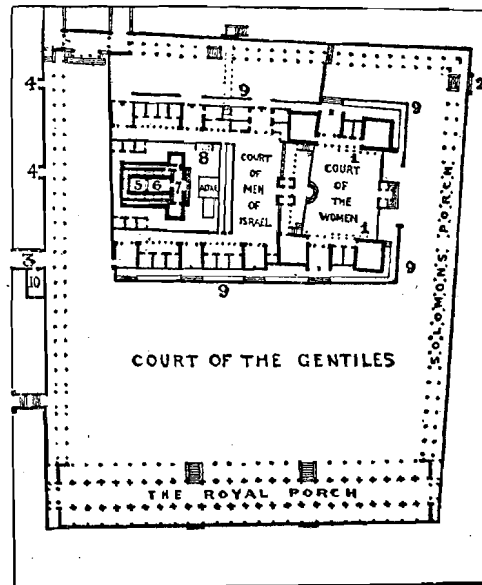 4
2
9
9
4
8
1
COURT
OF
MEN
OF
ISRAEL
COURT
OF
THE
WOMEN
5 6 7
ALTAR
1
3
10
9
9
SOLOMONS PORCH
COURT OF THE GENTILES
THE ROYAL PORCH